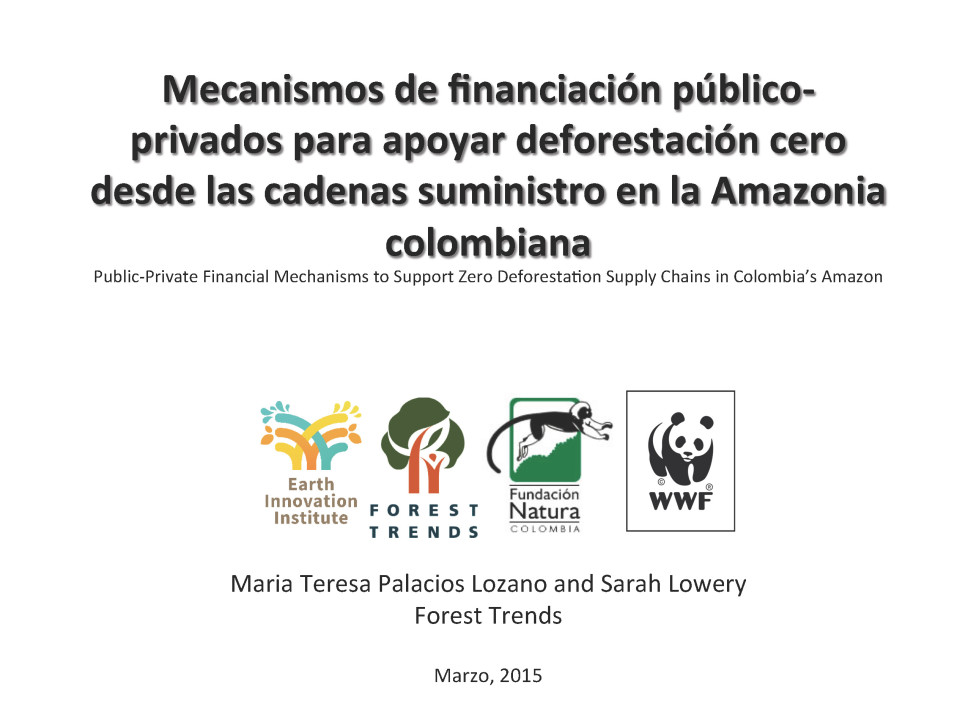 Mecanismos de financiación público-
privados para apoyar deforestación cero
desde las cadenas suministro en la Amazonia
colombiana
Public-Private Financial Mechanisms to Support Zero Deforestation Supply Chains in Colombia’s Amazon
Earth
Innovation
Institute
FOREST
TRENDS
Fundación
Natura
COLOMBIA
©
®
WWF
Maria Teresa Palacios Lozano and Sarah Lowery
Forest Trends
Marzo, 2015